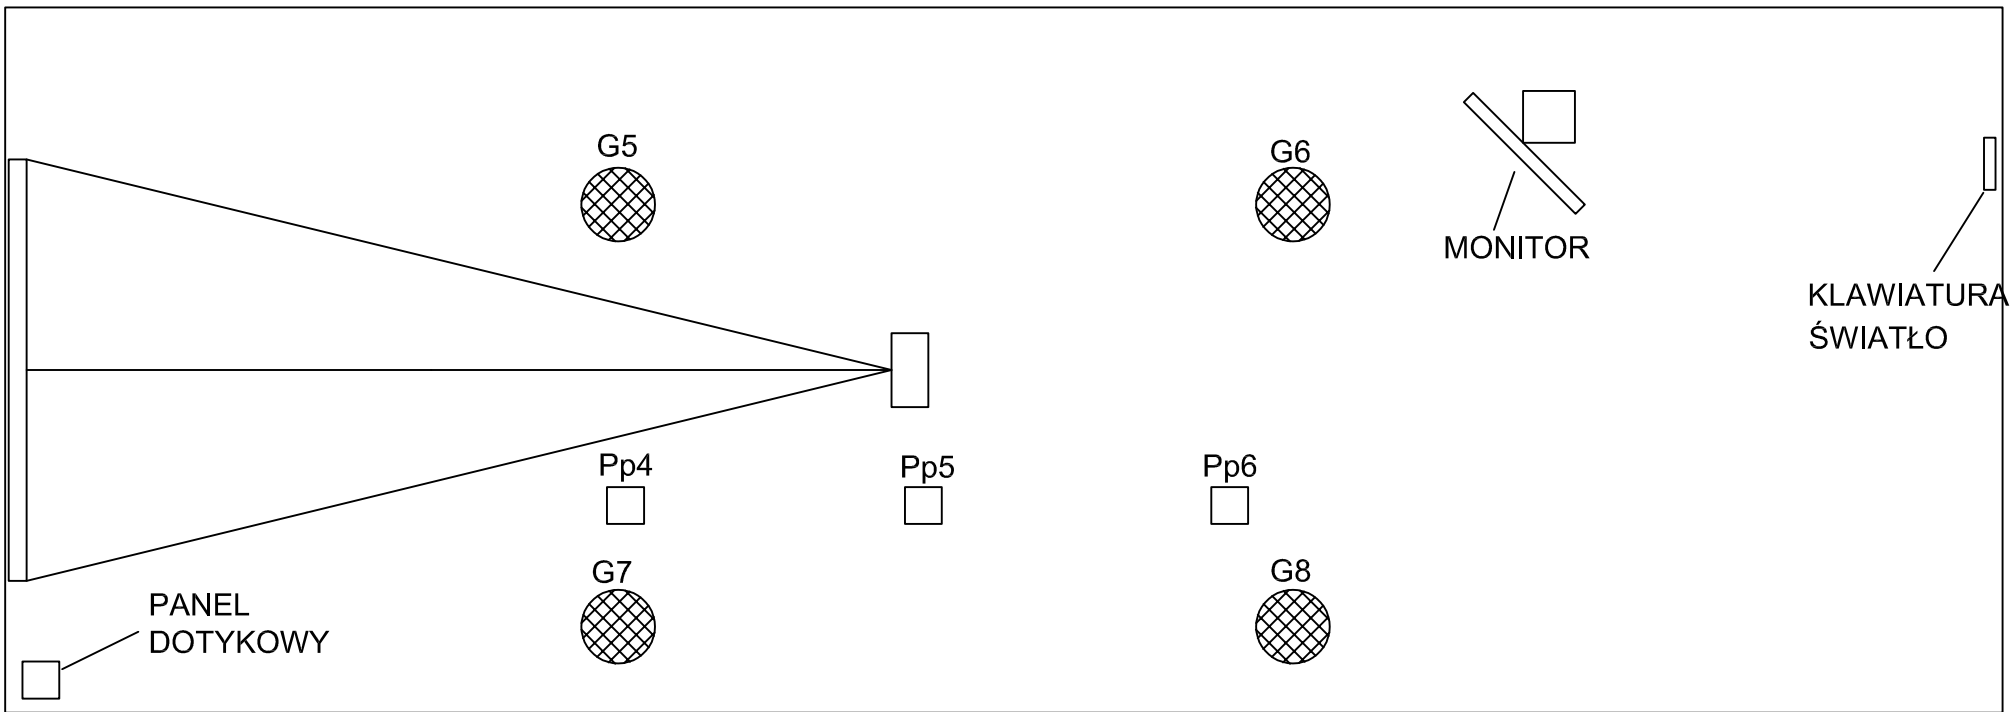 G5
G6
MONITOR
KLAWIATURA
ŚWIATŁO
Pp4
Pp5
Pp6
G7
G8
PANEL
DOTYKOWY